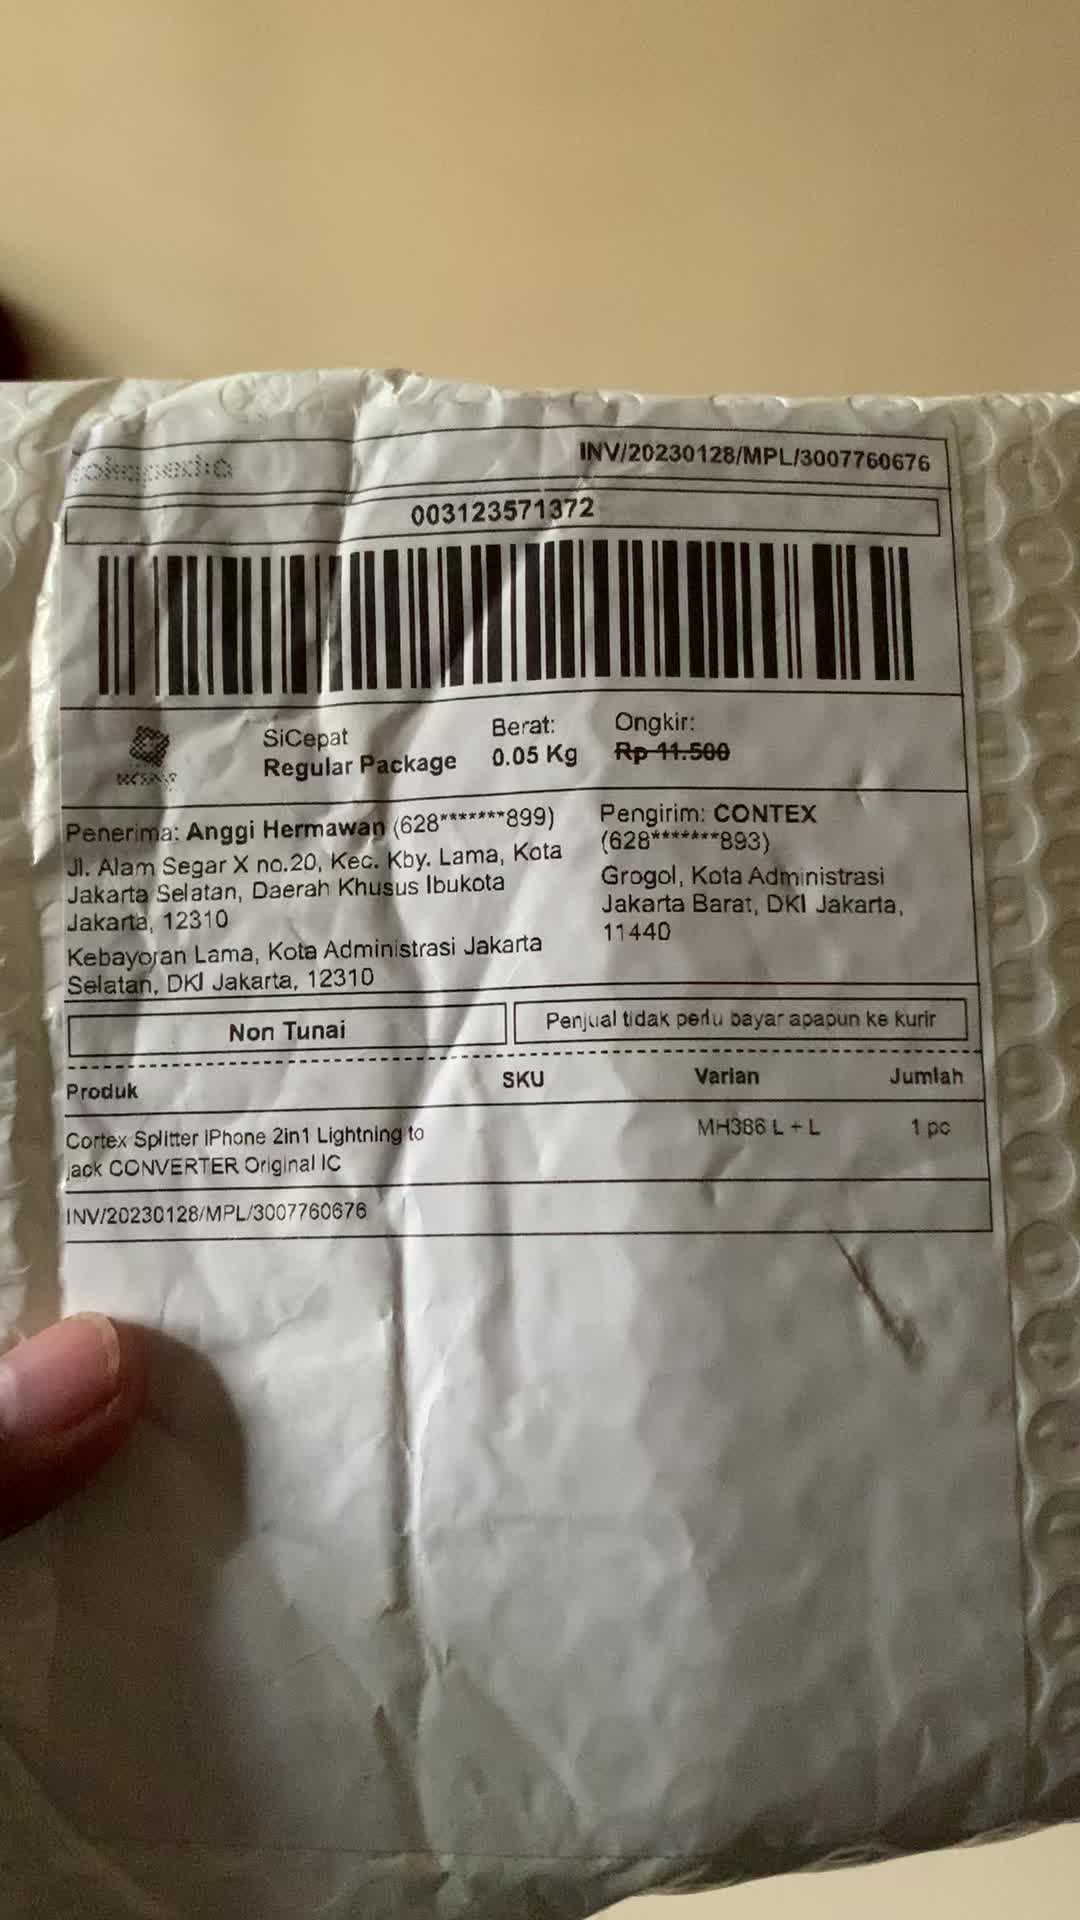 tokopedia
INV/20230128/MPL/3007760676
003123571372
SiCepat
Regular Package
Berat:
0.05 Kg
Ongkir:
Rp 11.500
Penerima: Anggi Hermawan (628*******899)
Jl. Alam Segar X no.20, Kec. Kby. Lama, Kota
Jakarta Selatan, Daerah Khusus Ibukota
Jakarta, 12310
Kebayoran Lama, Kota Administrasi Jakarta
Selatan, DKI Jakarta, 12310
Pengirim: CONTEX
(628*******893)
Grogol, Kota Administrasi
Jakarta Barat, DKI Jakarta,
11440
Non Tunai
Penjual tidak perlu bayar apapun ke kurir
Produk
SKU
Varian
Jumlah
Cortex Splitter iPhone 2in1 Lightning to
jack CONVERTER Original IC
MH386 L + L
1 pc
INV/20230128/MPL/3007760676